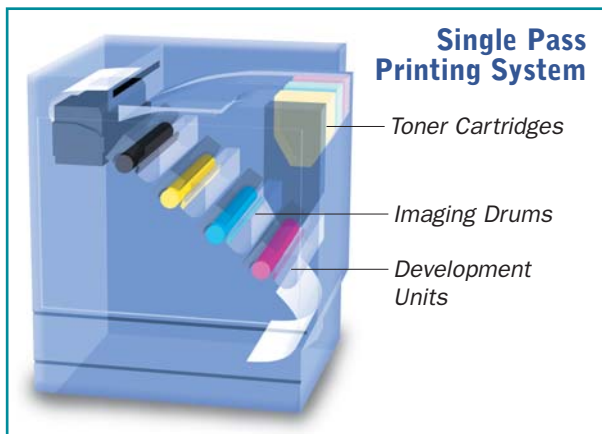 Single Pass
Printing System
Toner Cartridges
Imaging Drums
Development
Units